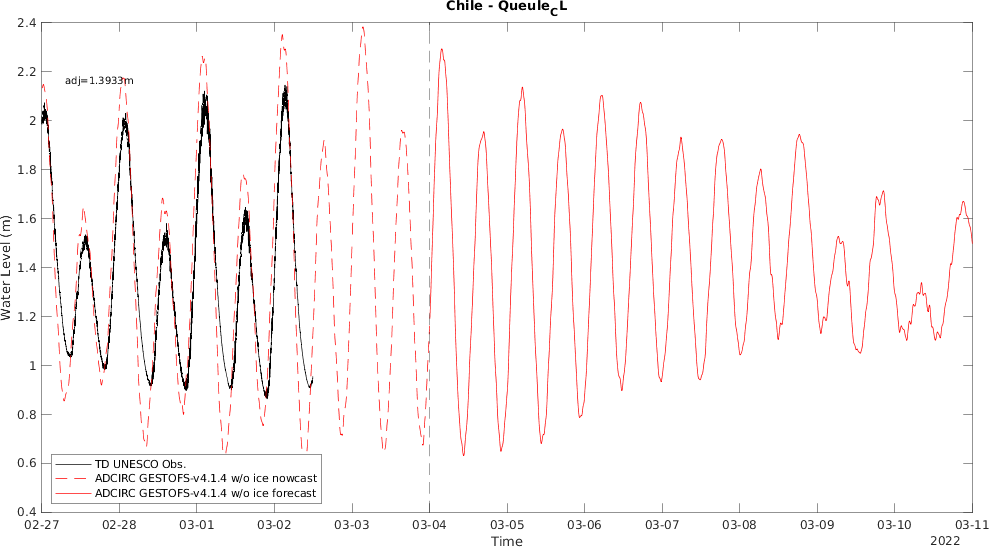 Chile - Queule_CL
adj=1.3933m
Water Level (m)
2.4
2.2
2
1.8
1.6
1.4
1.2
1
0.8
0.6
0.4
TD UNESCO Obs.
ADCIRC GESTOFS-v4.1.4 w/o ice nowcast
ADCIRC GESTOFS-v4.1.4 w/o ice forecast
02-27 02-28 03-01 03-02 03-03 03-04 03-05 03-06 03-07 03-08 03-09 03-10 03-11
Time
2022